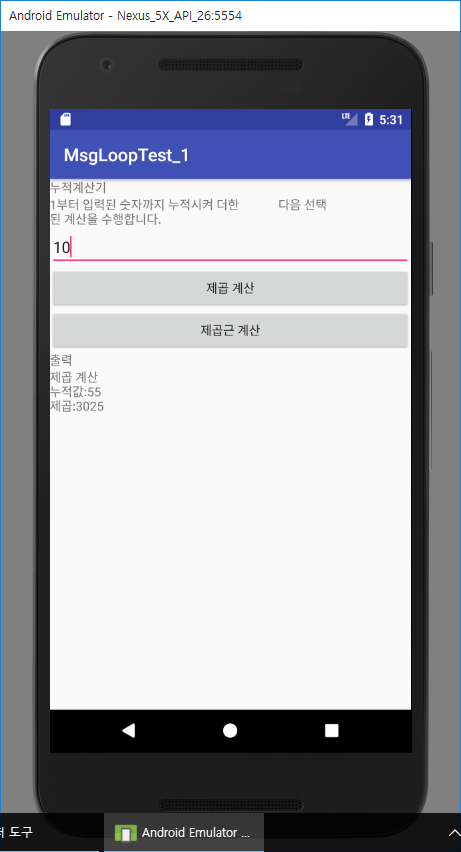 Android Emulator - Nexus_5X_API_26:5554
LTE 5:31
MsgLoopTest_1
누적계산기
1부터 입력된 숫자까지 누적시켜 더한 다음 선택
된 계산을 수행합니다.
10
제곱 계산
제곱근 계산
출력
제곱 계산
누적값:55
제곱:3025
도구 Android Emulator ...